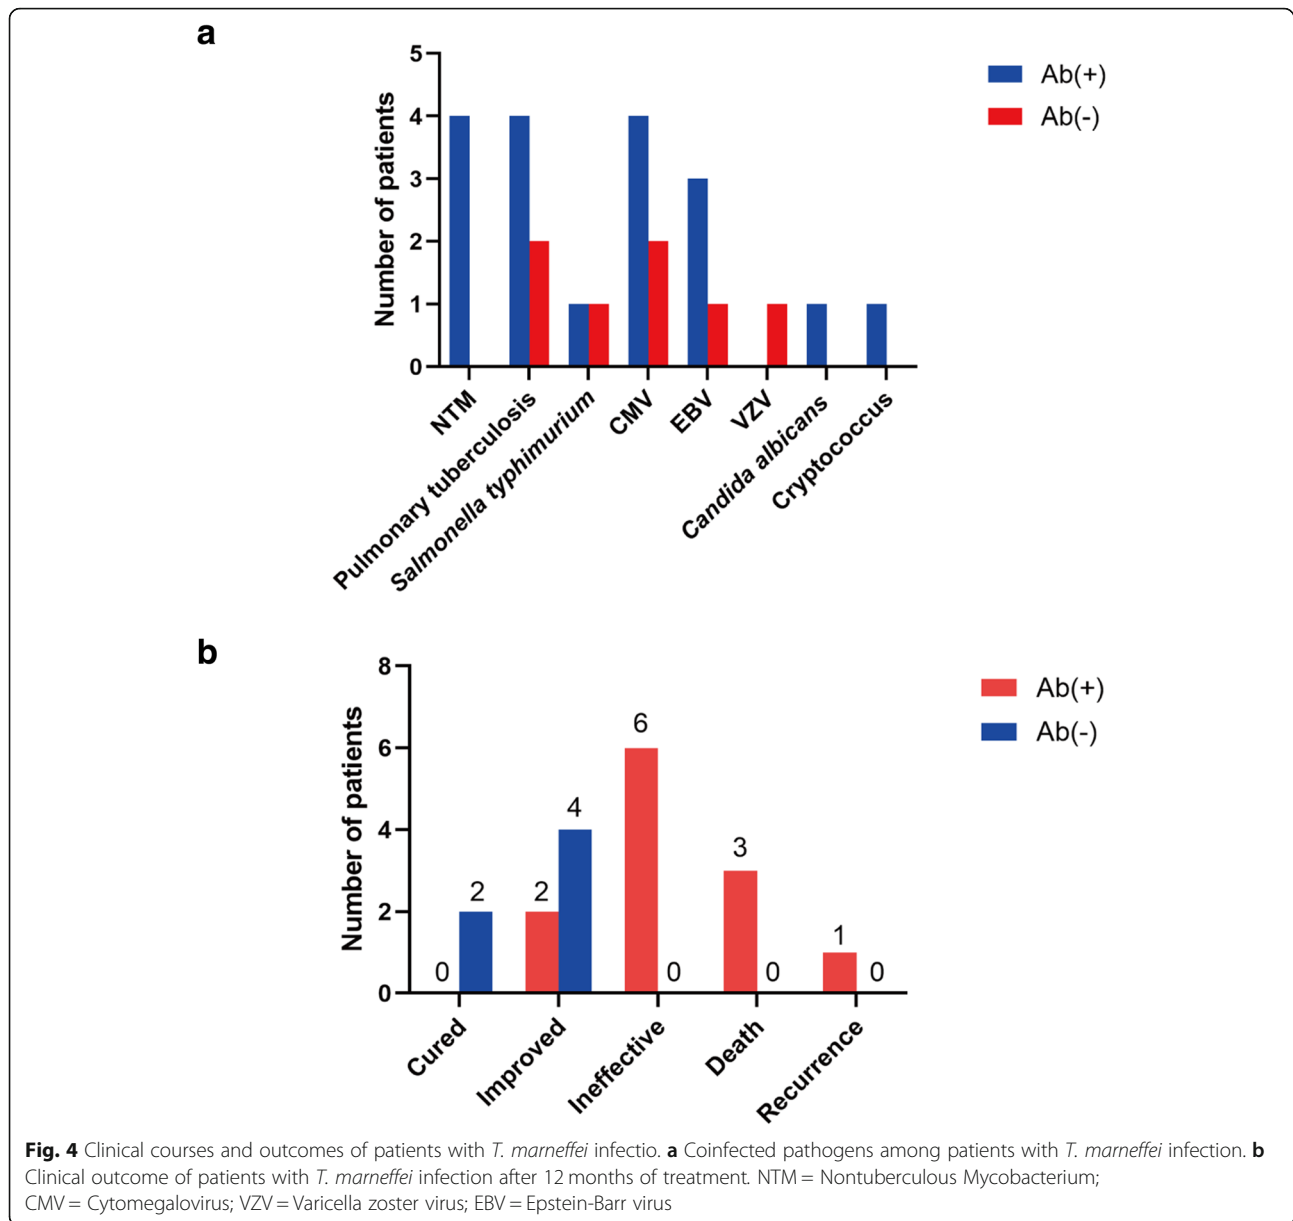 a
5
4
3
2
1
0
Number of patients
Ab(+)
Ab(-)
NTM
Pulmonary tuberculosis
Salmonella typhimurium
CMV
EBV
VZV
Candida albicans
Cryptococcus
b
8
6
4
2
0
Number of patients
Ab(+)
Ab(-)
0
2
2
4
6
0
3
0
1
0
Cured
Improved
Ineffective
Death
Recurrence
Fig. 4 Clinical courses and outcomes of patients with T. marneffei infectio. a Coinfected pathogens among patients with T. marneffei infection. b
Clinical outcome of patients with T. marneffei infection after 12 months of treatment. NTM = Nontuberculous Mycobacterium;
CMV = Cytomegalovirus; VZV = Varicella zoster virus; EBV = Epstein-Barr virus